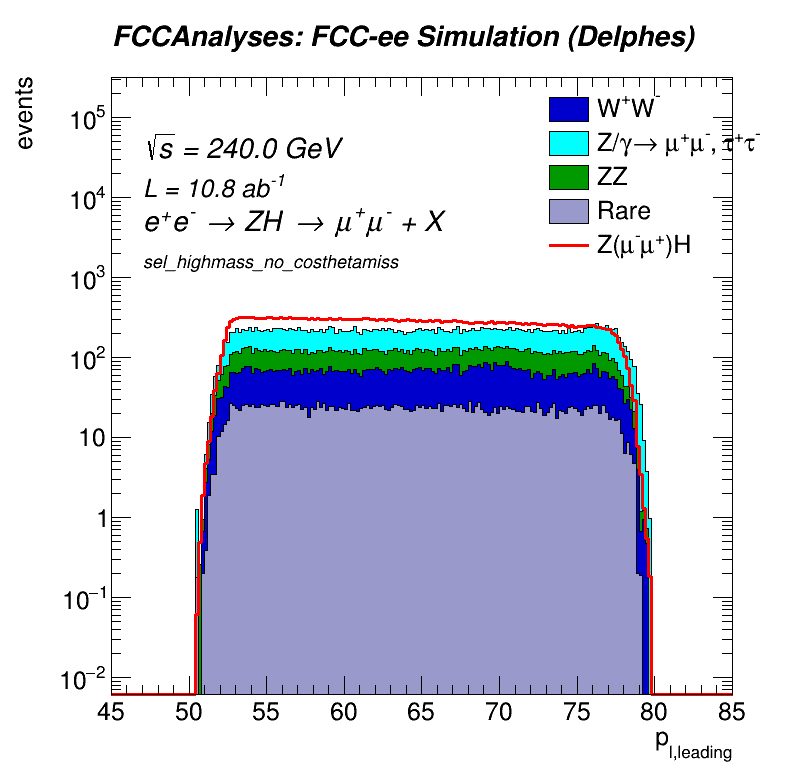 FCCAnalyses: FCC-ee Simulation (Delphes)
events
10⁵
10⁴
10³
10²
10
1
10⁻¹
10⁻²
√s = 240.0 GeV
L = 10.8 ab⁻¹
e⁺e⁻ → ZH → μ⁺μ⁻ + X
sel_highmass_no_costhetamiss
W⁺W⁻
Z/γ→ μ⁺μ⁻, τ⁺τ⁻
ZZ
Rare
Z(μ⁻μ⁺)H
45 50 55 60 65 70 75 80 85
p_l,leading